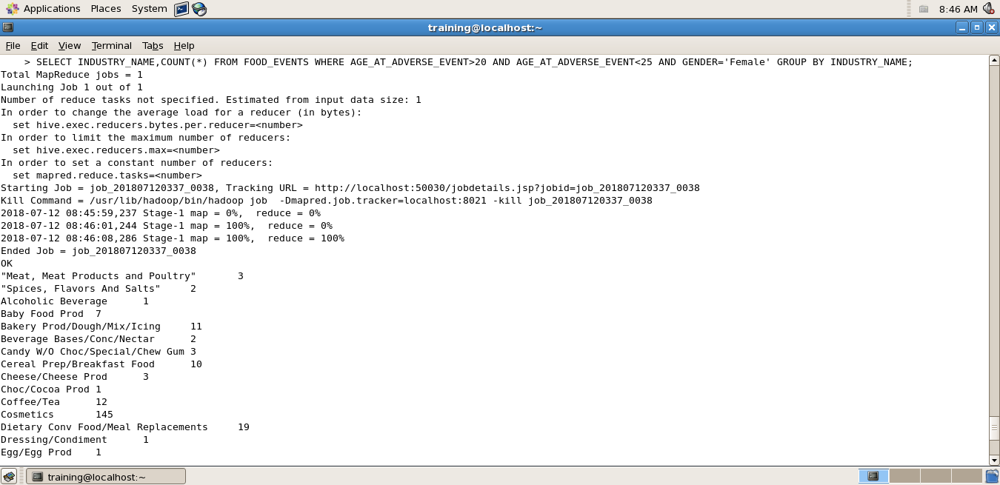 Applications Places System 8:46 AM
training@localhost:~
File Edit View Terminal Tabs Help
    > SELECT INDUSTRY_NAME,COUNT(*) FROM FOOD_EVENTS WHERE AGE_AT_ADVERSE_EVENT>20 AND AGE_AT_ADVERSE_EVENT<25 AND GENDER='Female' GROUP BY INDUSTRY_NAME;
Total MapReduce jobs = 1
Launching Job 1 out of 1
Number of reduce tasks not specified. Estimated from input data size: 1
In order to change the average load for a reducer (in bytes):
  set hive.exec.reducers.bytes.per.reducer=<number>
In order to limit the maximum number of reducers:
  set hive.exec.reducers.max=<number>
In order to set a constant number of reducers:
  set mapred.reduce.tasks=<number>
Starting Job = job_201807120337_0038, Tracking URL = http://localhost:50030/jobdetails.jsp?jobid=job_201807120337_0038
Kill Command = /usr/lib/hadoop/bin/hadoop job  -Dmapred.job.tracker=localhost:8021 -kill job_201807120337_0038
2018-07-12 08:45:59,237 Stage-1 map = 0%,  reduce = 0%
2018-07-12 08:46:01,244 Stage-1 map = 100%,  reduce = 0%
2018-07-12 08:46:08,286 Stage-1 map = 100%,  reduce = 100%
Ended Job = job_201807120337_0038
OK
"Meat, Meat Products and Poultry"       3
"Spices, Flavors And Salts"     2
Alcoholic Beverage      1
Baby Food Prod  7
Bakery Prod/Dough/Mix/Icing     11
Beverage Bases/Conc/Nectar      2
Candy W/O Choc/Special/Chew Gum 3
Cereal Prep/Breakfast Food      10
Cheese/Cheese Prod      3
Choc/Cocoa Prod 1
Coffee/Tea      12
Cosmetics       145
Dietary Conv Food/Meal Replacements     19
Dressing/Condiment      1
Egg/Egg Prod    1
training@localhost:~